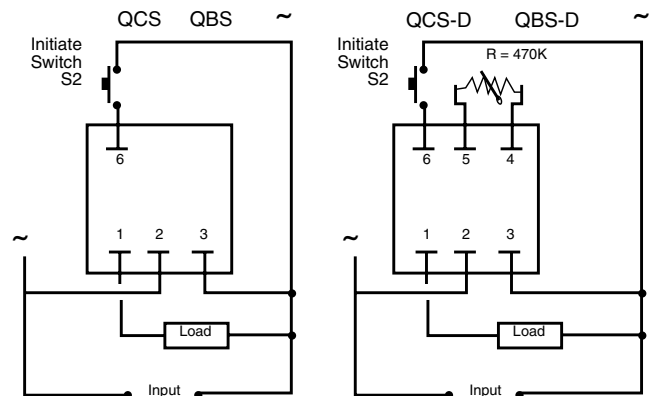 QCS QBS ~
Initiate
Switch
S2
6
1 2 3
~
Load
Input
QCS-D QBS-D ~
Initiate
Switch
S2
R = 470K
6 5 4
1 2 3
~
Load
Input